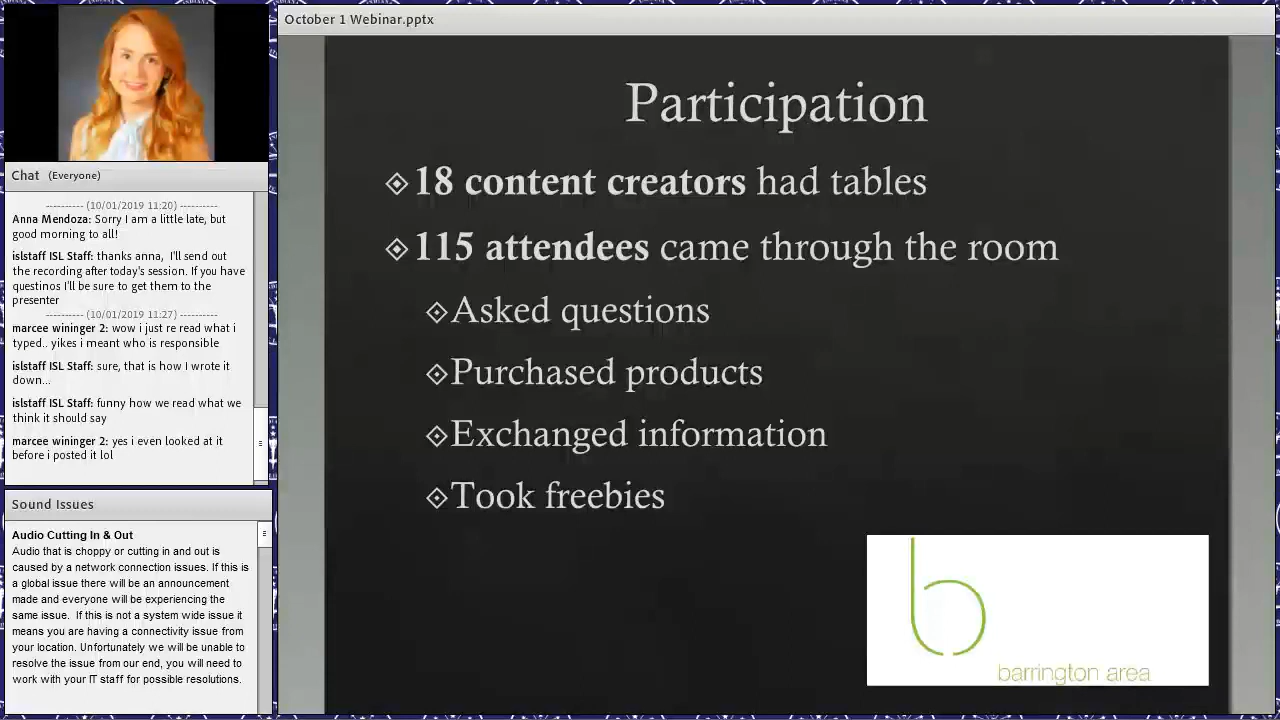 October 1 Webinar.pptx
Chat (Everyone)
---------- (10/01/2019 11:20) ----------
Anna Mendoza: Sorry I am a little late, but
good morning to all!
islstaff ISL Staff: thanks anna, I'll send out
the recording after today's session. If you have
questinos I'll be sure to get them to the
presenter
---------- (10/01/2019 11:27) ----------
marcee wininger 2: wow i just re read what i
typed.. yikes i meant who is responsible
islstaff ISL Staff: sure, that is how I wrote it
down...
islstaff ISL Staff: funny how we read what we
think it should say
marcee wininger 2: yes i even looked at it
before i posted it lol
Sound Issues
Audio Cutting In & Out
Audio that is choppy or cutting in and out is
caused by a network connection issues. If this is
a global issue there will be an announcement
made and everyone will be experiencing the
same issue. If this is not a system wide issue it
means you are having a connectivity issue from
your location. Unfortunately we will be unable to
resolve the issue from our end, you will need to
work with your IT staff for possible resolutions.
Participation
18 content creators had tables
115 attendees came through the room
Asked questions
Purchased products
Exchanged information
Took freebies
b
barrington area